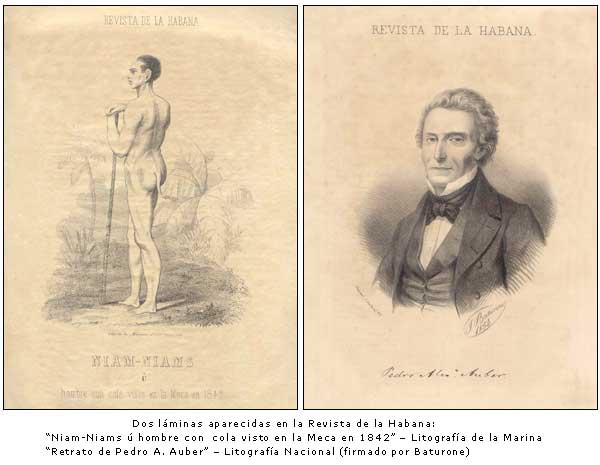 REVISTA DE LA HABANA
NIAM-NIAMS
ó
hombre con cola visto en la Meca en 1842
REVISTA DE LA HABANA.
Baturone
Pedro Alej.º Auber.
Dos láminas aparecidas en la Revista de la Habana:
“Niam-Niams ú hombre con cola visto en la Meca en 1842” – Litografía de la Marina
“Retrato de Pedro A. Auber” – Litografía Nacional (firmado por Baturone)